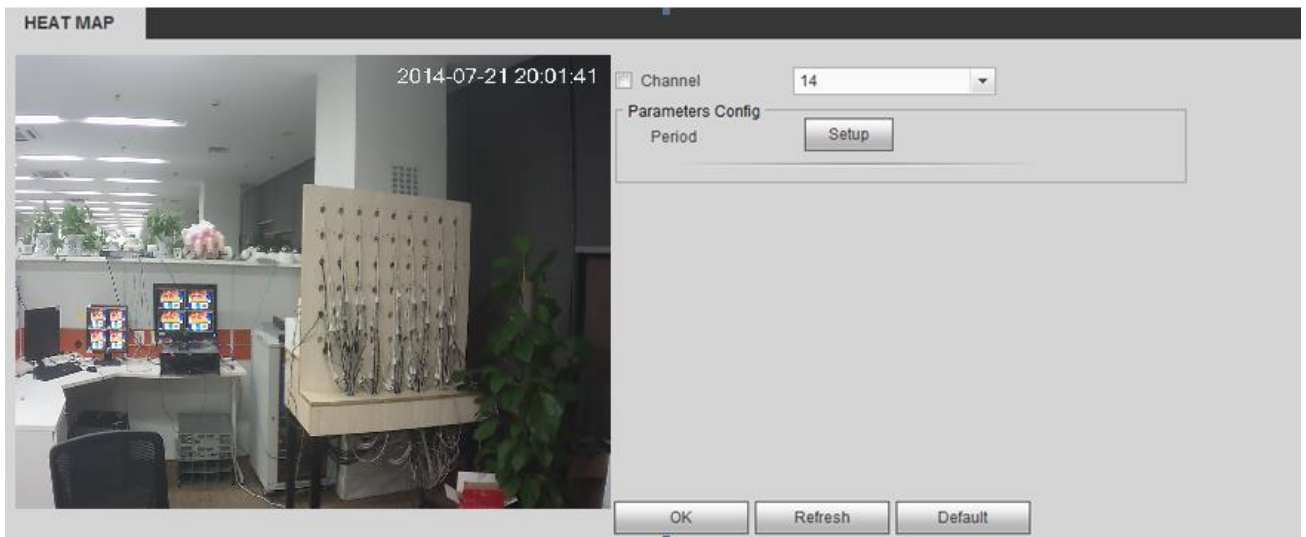 HEAT MAP
2014-07-21 20:01:41
Channel 14
Parameters Config
Period Setup
OK Refresh Default